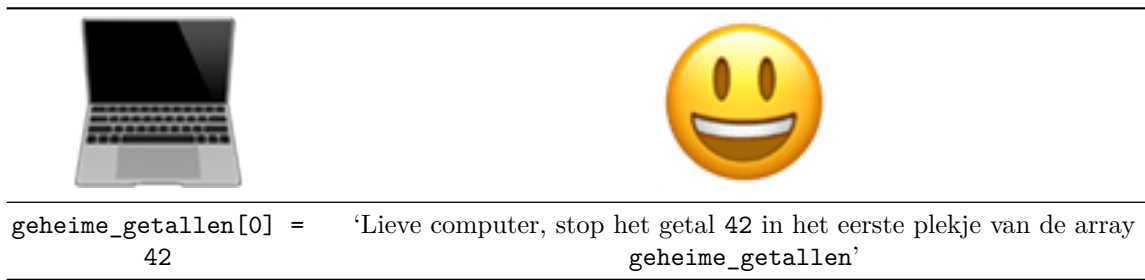 geheime_getallen[0] =
42
‘Lieve computer, stop het getal 42 in het eerste plekje van de array
geheime_getallen’